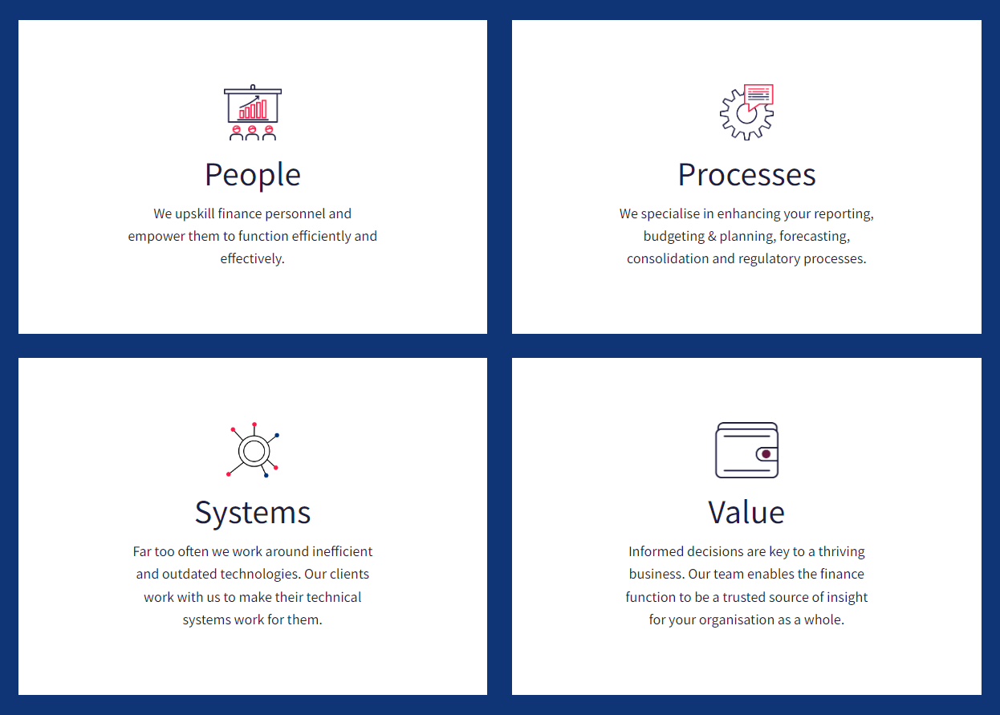 People
We upskill finance personnel and
empower them to function efficiently and
effectively.
Processes
We specialise in enhancing your reporting,
budgeting & planning, forecasting,
consolidation and regulatory processes.
Systems
Far too often we work around inefficient
and outdated technologies. Our clients
work with us to make their technical
systems work for them.
Value
Informed decisions are key to a thriving
business. Our team enables the finance
function to be a trusted source of insight
for your organisation as a whole.